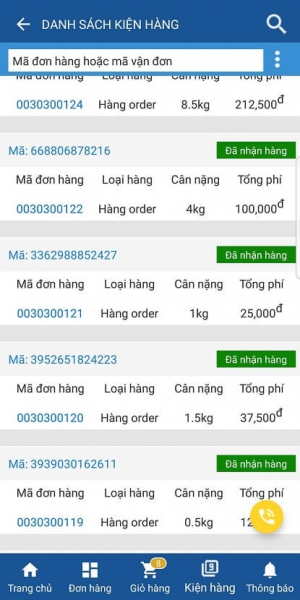 DANH SÁCH KIỆN HÀNG
Mã đơn hàng hoặc mã vận đơn
Mã đơn hàng Loại hàng Cân nặng Tổng phí
0030300124 Hàng order 8.5kg 212,500đ
Mã: 668806878216 Đã nhận hàng
Mã đơn hàng Loại hàng Cân nặng Tổng phí
0030300122 Hàng order 4kg 100,000đ
Mã: 3362988852427 Đã nhận hàng
Mã đơn hàng Loại hàng Cân nặng Tổng phí
0030300121 Hàng order 1kg 25,000đ
Mã: 3952651824223 Đã nhận hàng
Mã đơn hàng Loại hàng Cân nặng Tổng phí
0030300120 Hàng order 1.5kg 37,500đ
Mã: 3939030162611 Đã nhận hàng
Mã đơn hàng Loại hàng Cân nặng Tổng phí
0030300119 Hàng order 0.5kg
8 9
Trang chủ Đơn hàng Giỏ hàng Kiện hàng Thông báo